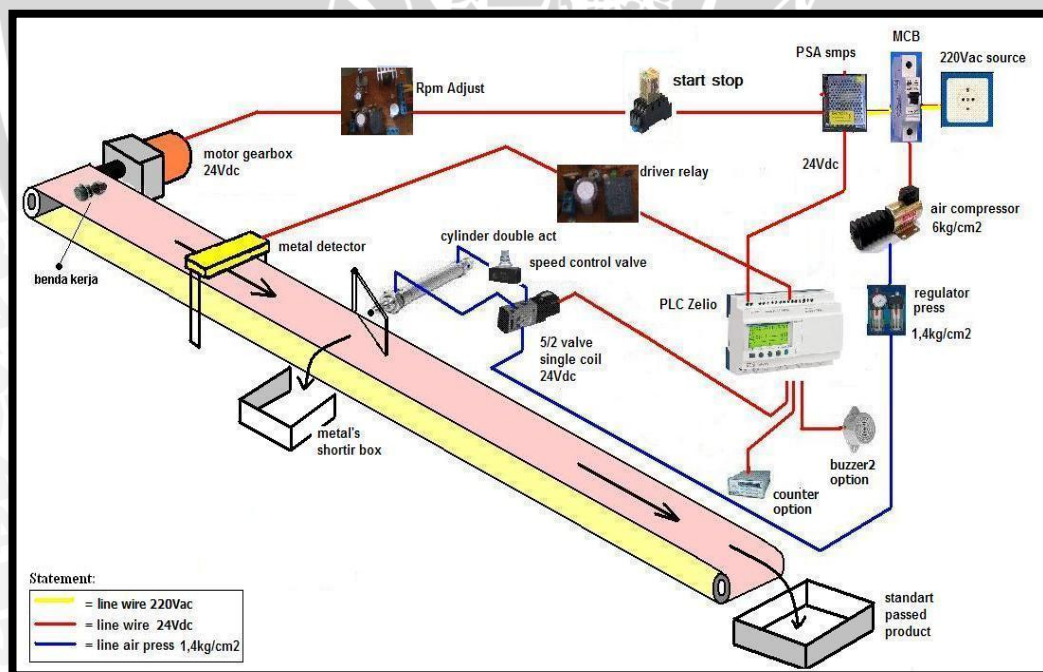 MCB
PSA smps
220Vac source
start stop
Rpm Adjust
motor gearbox
24Vdc
24Vdc
driver relay
air compressor
6kg/cm2
cylinder double act
metal detector
speed control valve
benda kerja
PLC Zelio
regulator
press
1,4kg/cm2
5/2 valve
single coil
24Vdc
metal's
shortir box
buzzer2
option
counter
option
Statement:
= line wire 220Vac
= line wire 24Vdc
= line air press 1,4kg/cm2
standart
passed
product